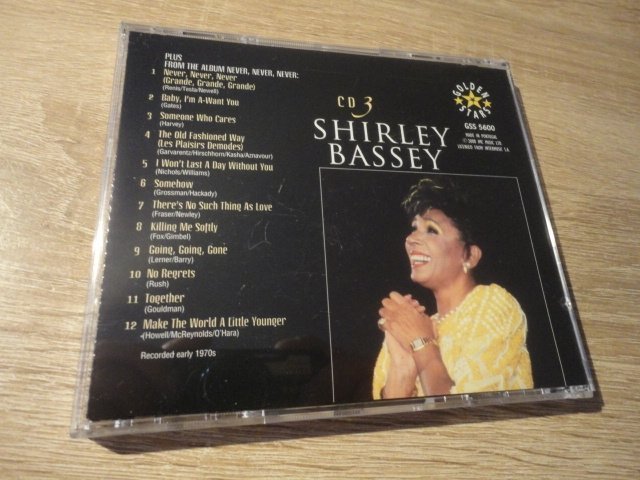 PLUS
FROM THE ALBUM NEVER, NEVER, NEVER:
1 Never, Never, Never
(Grande, Grande, Grande)
(Renis/Testa/Newell)
2 Baby, I'm A-Want You
(Gates)
3 Someone Who Cares
(Harvey)
4 The Old Fashioned Way
(Les Plaisirs Demodes)
(Garvarentz/Hirschhorn/Kasha/Aznavour)
5 I Won't Last A Day Without You
(Nichols/Williams)
6 Somehow
(Grossman/Hackady)
7 There's No Such Thing As Love
(Fraser/Newley)
8 Killing Me Softly
(Fox/Gimbel)
9 Going, Going, Gone
(Lerner/Barry)
10 No Regrets
(Rush)
11 Together
(Gouldman)
12 Make The World A Little Younger
(Howell/McReynolds/O'Hara)
Recorded early 1970s
CD 3
SHIRLEY
BASSEY
GOLDEN
STARS
GSS 5600
MADE IN PORTUGAL
LICENSED FROM INTERMUSIC S.A.